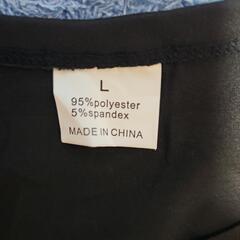 L
95%polyester
5%spandex
MADE IN CHINA